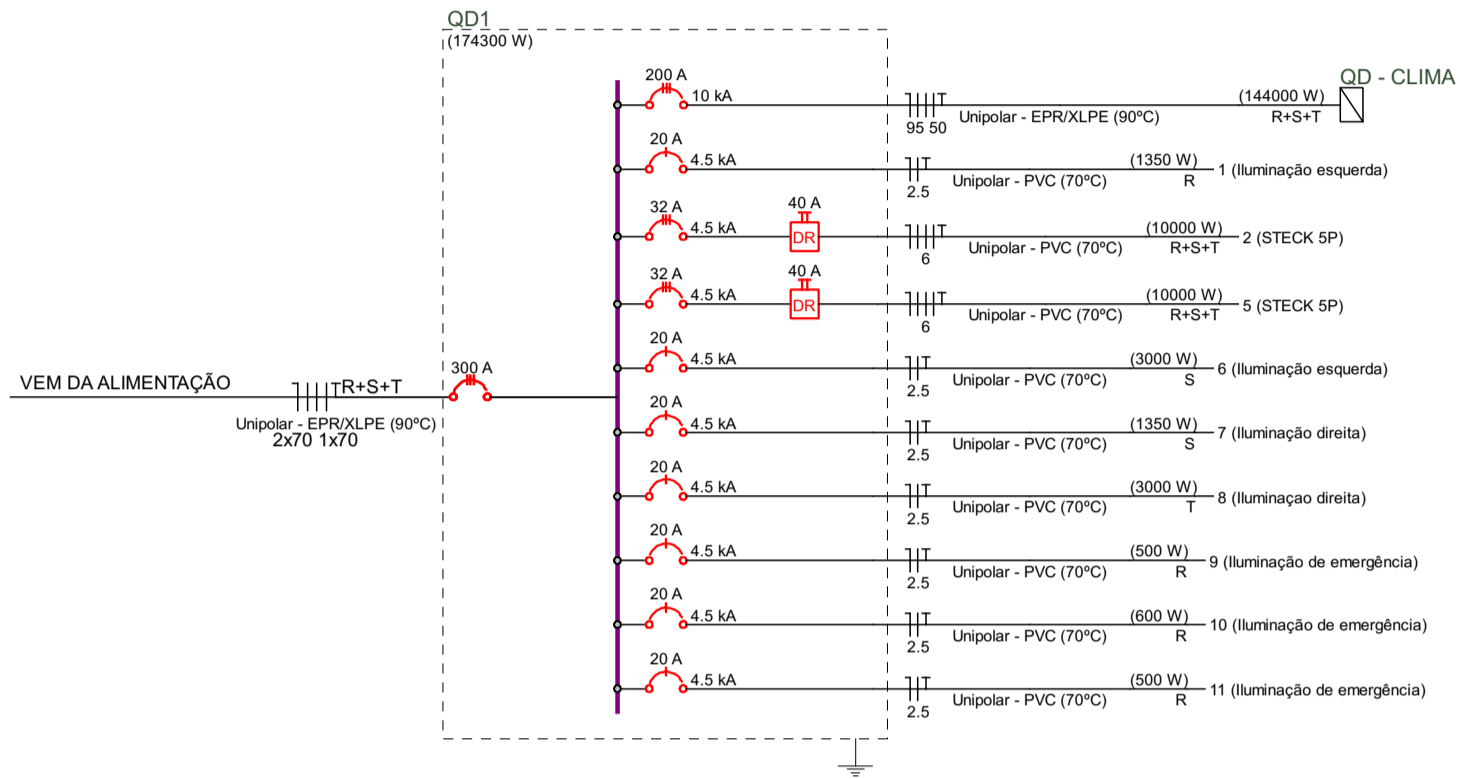 QD1
(174300 W)
200 A
10 kA
95 50
Unipolar - EPR/XLPE (90ºC)
(144000 W)
R+S+T
QD - CLIMA
20 A
4.5 kA
2.5
Unipolar - PVC (70ºC)
(1350 W)
R
1 (Iluminação esquerda)
32 A
4.5 kA
40 A
DR
6
Unipolar - PVC (70ºC)
(10000 W)
R+S+T
2 (STECK 5P)
32 A
4.5 kA
40 A
DR
6
Unipolar - PVC (70ºC)
(10000 W)
R+S+T
5 (STECK 5P)
20 A
4.5 kA
2.5
Unipolar - PVC (70ºC)
(3000 W)
S
6 (Iluminação esquerda)
VEM DA ALIMENTAÇÃO
R+S+T
Unipolar - EPR/XLPE (90ºC)
2x70 1x70
300 A
20 A
4.5 kA
2.5
Unipolar - PVC (70ºC)
(1350 W)
S
7 (Iluminação direita)
20 A
4.5 kA
2.5
Unipolar - PVC (70ºC)
(3000 W)
T
8 (Iluminaçao direita)
20 A
4.5 kA
2.5
Unipolar - PVC (70ºC)
(500 W)
R
9 (Iluminação de emergência)
20 A
4.5 kA
2.5
Unipolar - PVC (70ºC)
(600 W)
R
10 (Iluminação de emergência)
20 A
4.5 kA
2.5
Unipolar - PVC (70ºC)
(500 W)
R
11 (Iluminação de emergência)